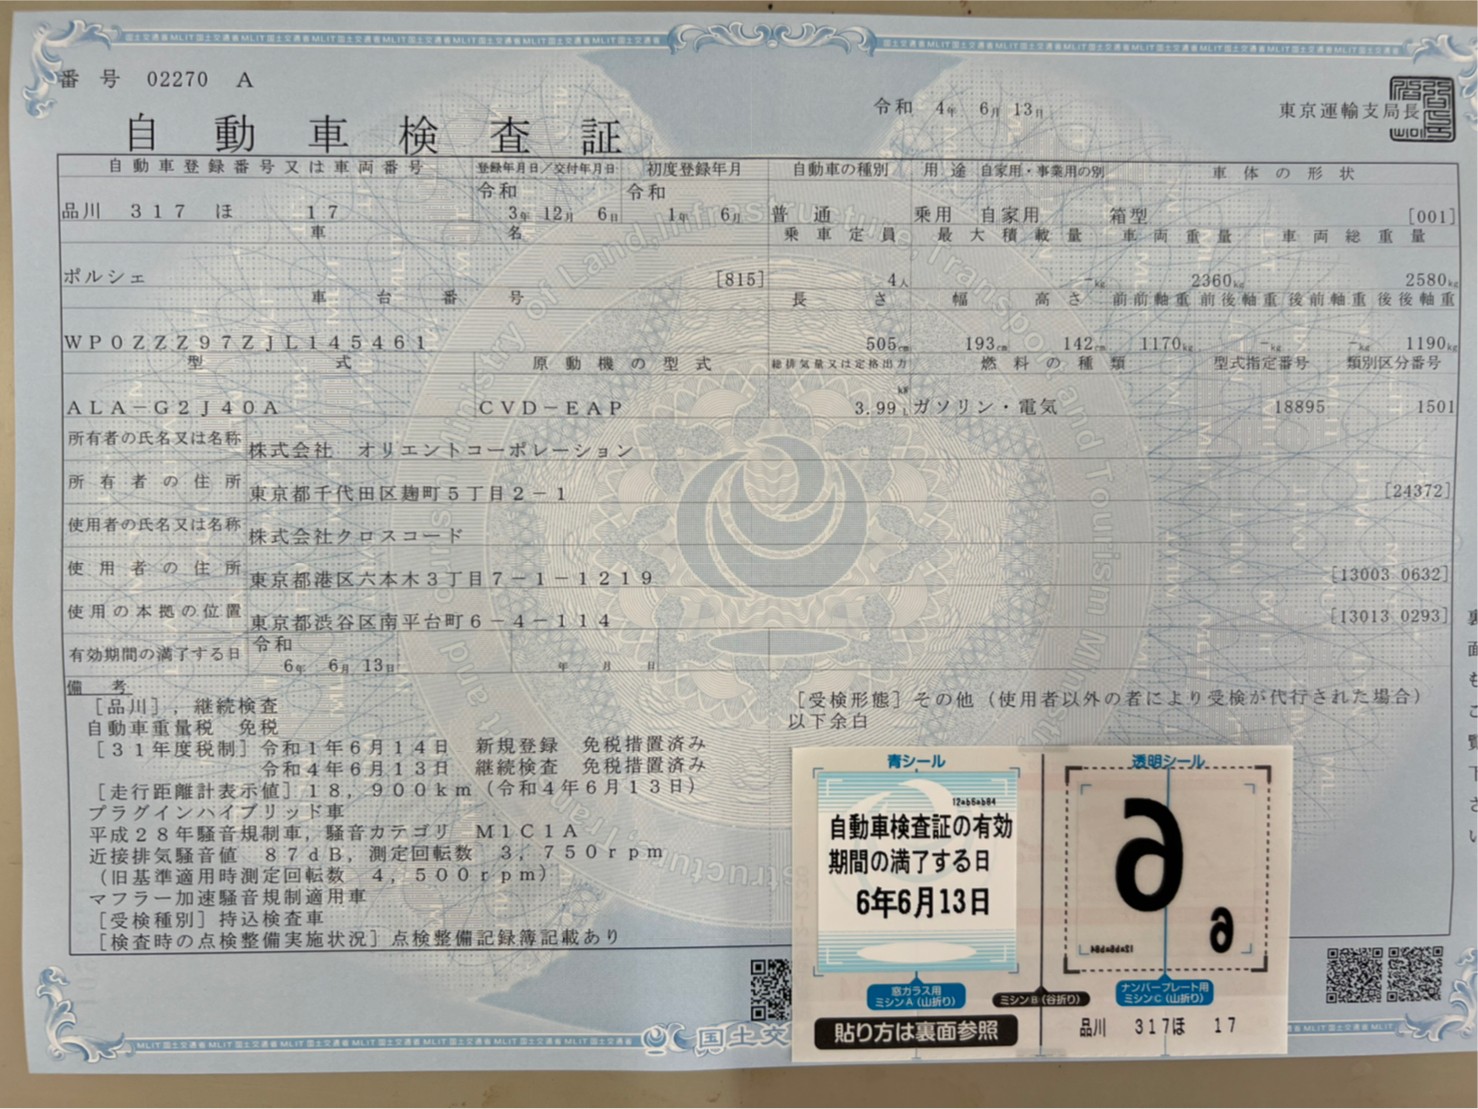 番号 02270 A
令和 4年 6月 13日
東京運輸支局長
自動車検査証
自動車登録番号又は車両番号 登録年月日／交付年月日 初度登録年月 自動車の種別 用途 自家用・事業用の別 車体の形状
品川 317 ほ 17 令和 3年 12月 6日 令和 1年 6月 普通 乗用 自家用 箱型 [001]
車名 乗車定員 最大積載量 車両重量 車両総重量
ポルシェ [815] 4人 －kg 2360kg 2580kg
車台番号 長さ 幅 高さ 前前軸重 前後軸重 後前軸重 後後軸重
WP0ZZZ97ZJL145461 505cm 193cm 142cm 1170kg －kg －kg 1190kg
型式 原動機の型式 総排気量又は定格出力 燃料の種類 型式指定番号 類別区分番号
ALA－G2J40A CVD－EAP 3.99 kW L ガソリン・電気 18895 1501
所有者の氏名又は名称 株式会社 オリエントコーポレーション
所有者の住所 東京都千代田区麹町5丁目2－1 [24372]
使用者の氏名又は名称 株式会社クロスコード
使用者の住所 東京都港区六本木3丁目7－1－1219 [13003 0632]
使用の本拠の位置 東京都渋谷区南平台町6－4－114 [13013 0293]
有効期間の満了する日 令和 6年 6月 13日 年 月 日
備考
[品川]，継続検査
自動車重量税 免税
[31年度税制] 令和1年6月14日 新規登録 免税措置済み
令和4年6月13日 継続検査 免税措置済み
[走行距離計表示値] 18，900km（令和4年6月13日）
プラグインハイブリッド車
平成28年騒音規制車，騒音カテゴリ M1C1A
近接排気騒音値 87dB，測定回転数 3，750rpm
（旧基準適用時測定回転数 4，500rpm）
マフラー加速騒音規制適用車
[受検種別] 持込検査車
[検査時の点検整備実施状況] 点検整備記録簿記載あり
[受検形態] その他（使用者以外の者により受検が代行された場合）
以下余白
青シール
12ab5ab84
自動車検査証の有効
期間の満了する日
6年6月13日
窓ガラス用
ミシンA（山折り）
貼り方は裏面参照
ミシンB（谷折り）
透明シール
6
6
ナンバープレート用
ミシンC（山折り）
品川 317ほ 17
国土交